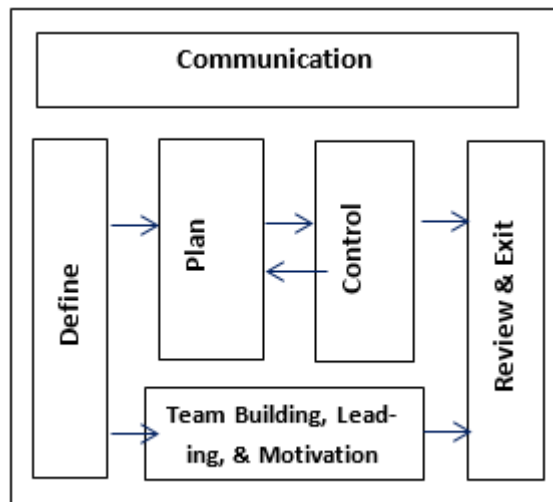 Communication
Define
Plan
Control
Review & Exit
Team Building, Lead-
ing, & Motivation